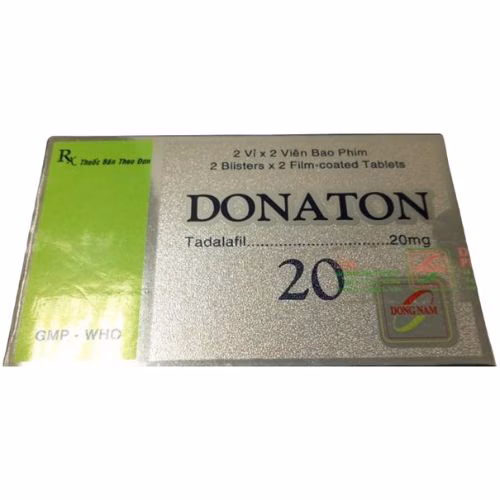 Rx Thuốc Bán Theo Đơn
2 Vỉ x 2 Viên Bao Phim
2 Blisters x 2 Film-coated Tablets
DONATON
Tadalafil..............................20mg
20
DONG NAM
GMP - WHO